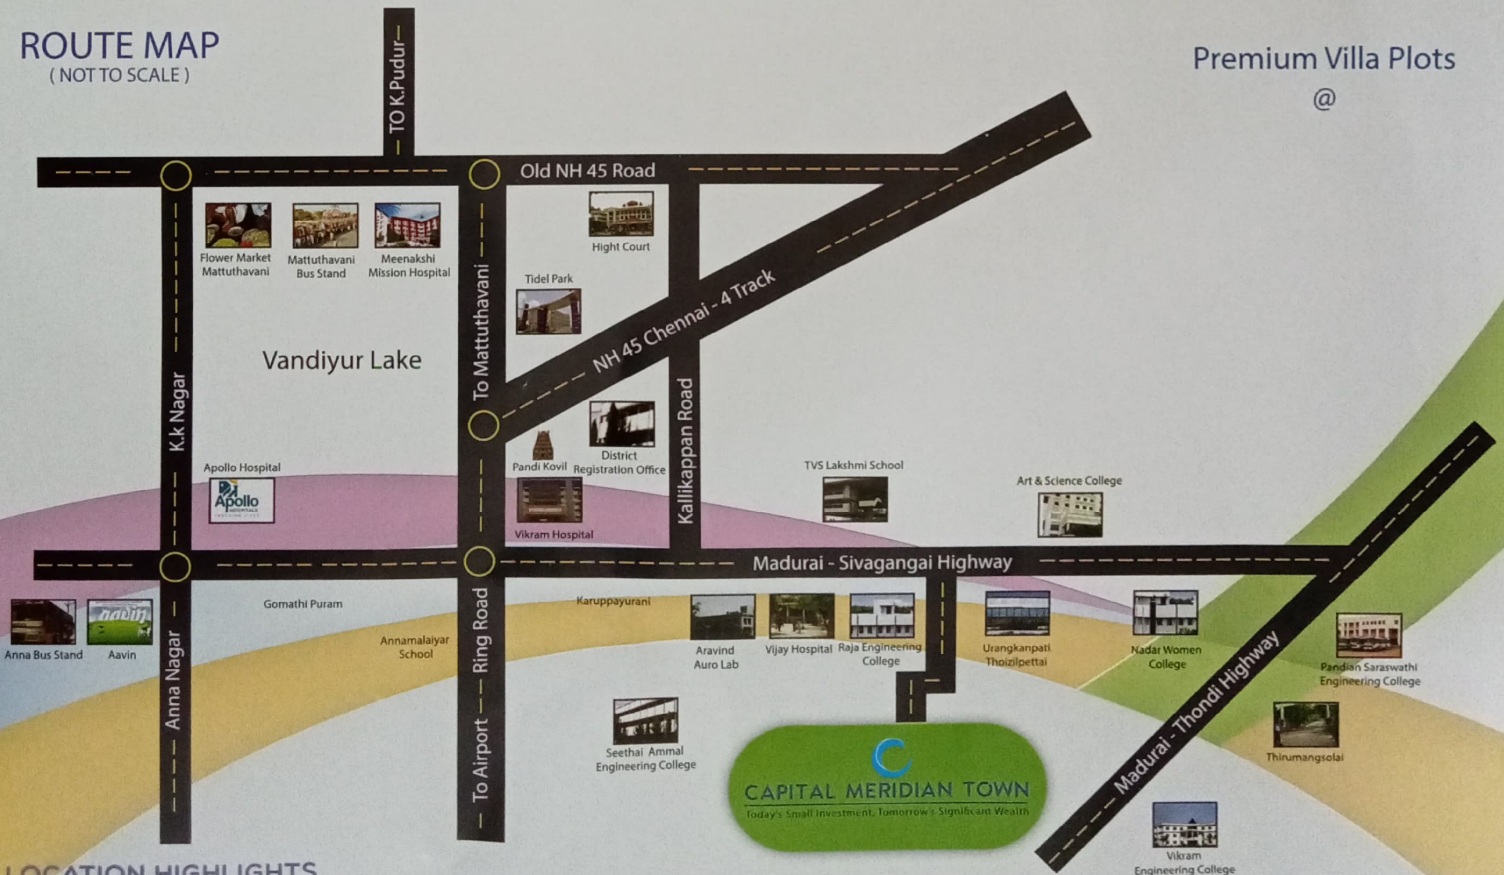 ROUTE MAP
( NOT TO SCALE )
TO K.Pudur
Premium Villa Plots
@
Old NH 45 Road
Flower Market
Mattuthavani
Mattuthavani
Bus Stand
Meenakshi
Mission Hospital
Hight Court
Tidel Park
To Mattuthavani
NH 45 Chennai - 4 Track
Vandiyur Lake
K.k Nagar
Kallikappan Road
Pandi Kovil
District
Registration Office
Apollo Hospital
Apollo
HOSPITALS
Vikram Hospital
TVS Lakshmi School
Art & Science College
Madurai - Sivagangai Highway
Gomathi Puram
Karuppayurani
Anna Bus Stand
Aavin
Anna Nagar
Annamalaiyar
School
Ring Road
To Airport
Aravind
Auro Lab
Vijay Hospital
Raja Engineering
College
Urangkanpati
Thoizilpettai
Nadar Women
College
Pandian Saraswathi
Engineering College
Madurai - Thondi Highway
Thirumangsolai
Seethai Ammal
Engineering College
CAPITAL MERIDIAN TOWN
Today's Small Investment, Tomorrow's Significant Wealth
Vikram
Engineering College
LOCATION HIGHLIGHTS